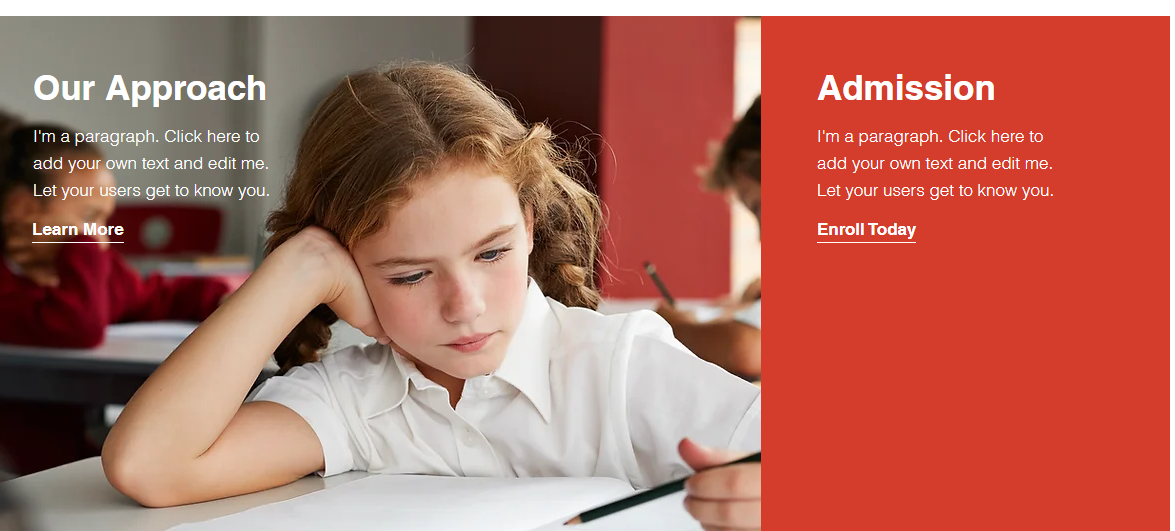 Our Approach
I'm a paragraph. Click here to
add your own text and edit me.
Let your users get to know you.
Learn More
Admission
I'm a paragraph. Click here to
add your own text and edit me.
Let your users get to know you.
Enroll Today